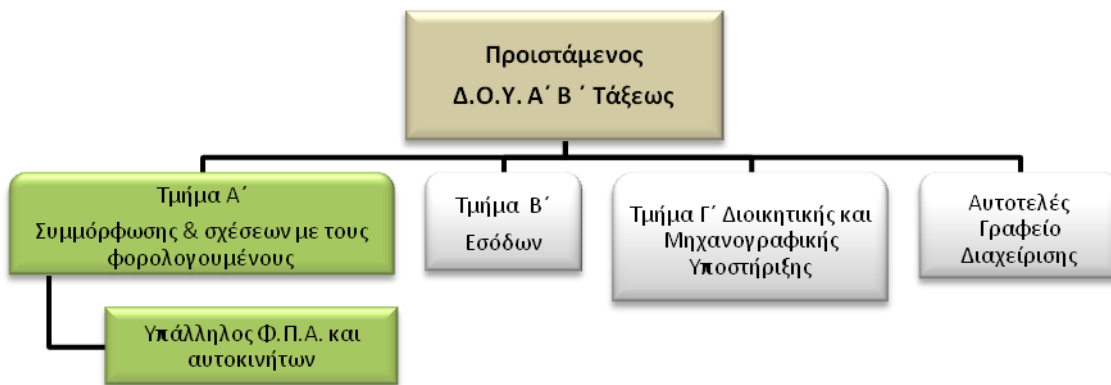 Προιστάμενος
Δ.Ο.Υ. Α΄ Β ΄ Τάξεως
Τμήμα Α΄
Συμμόρφωσης & σχέσεων με τους
φορολογουμένους
Τμήμα Β΄
Εσόδων
Τμήμα Γ΄ Διοικητικής και
Μηχανογραφικής
Υποστήριξης
Αυτοτελές
Γραφείο
Διαχείρισης
Υπάλληλος Φ.Π.Α. και
αυτοκινήτων